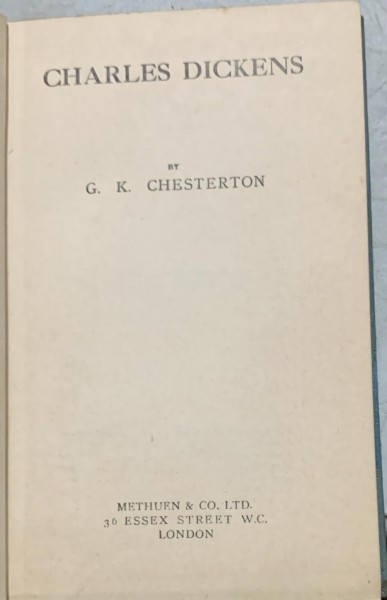 CHARLES DICKENS
BY
G. K. CHESTERTON
METHUEN & CO. LTD.
36 ESSEX STREET W.C.
LONDON